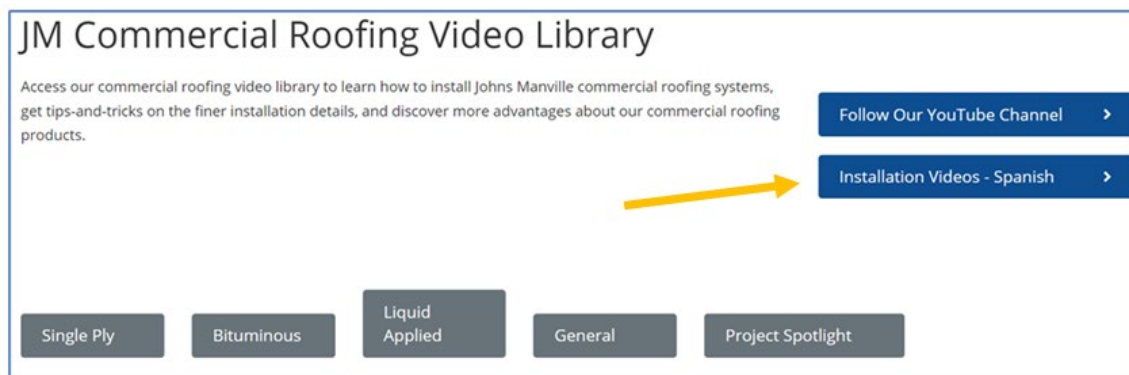 JM Commercial Roofing Video Library
Access our commercial roofing video library to learn how to install Johns Manville commercial roofing systems,
get tips-and-tricks on the finer installation details, and discover more advantages about our commercial roofing
products.
Follow Our YouTube Channel
Installation Videos - Spanish
Single Ply
Bituminous
Liquid
Applied
General
Project Spotlight